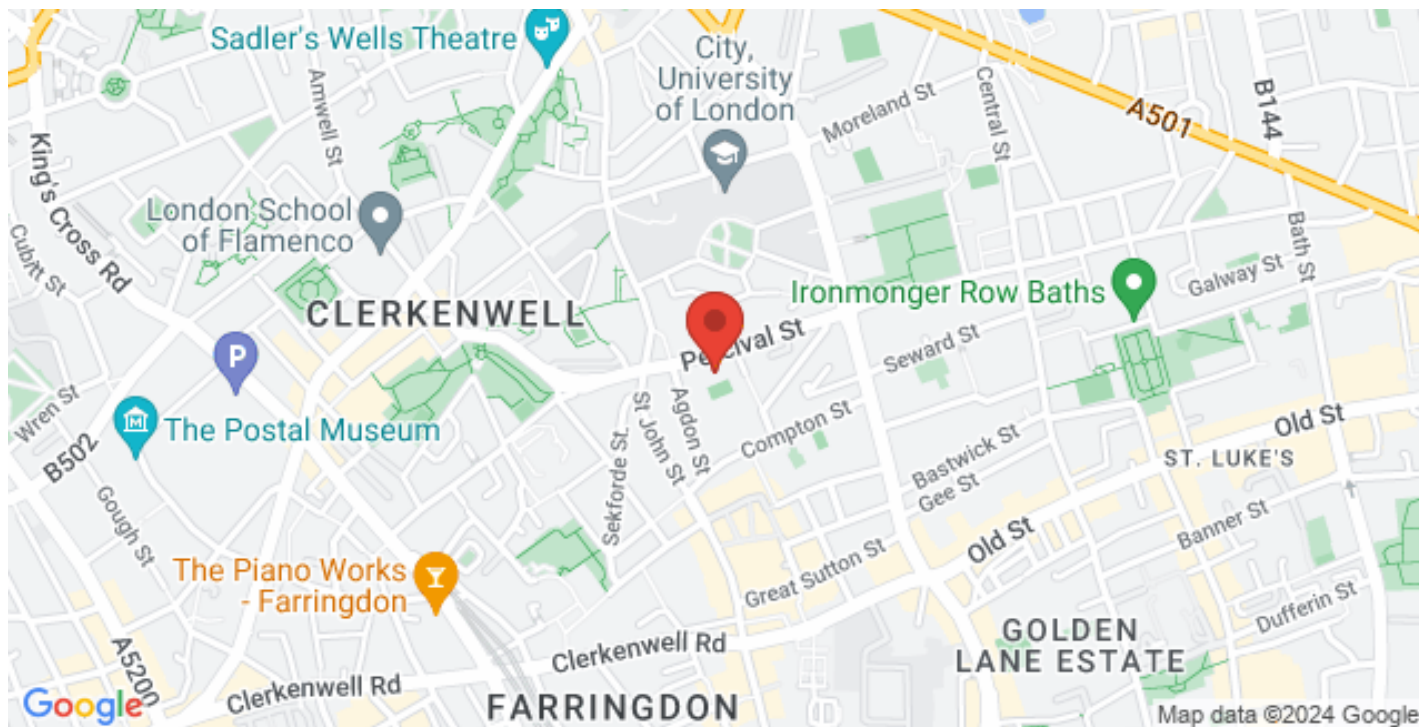 Sadler's Wells Theatre
City,
University
of London
Moreland St
Central St
B144
A501
Amwell St
King's Cross Rd
London School
of Flamenco
Cubitt St
Bath St
Galway St
Ironmonger Row Baths
CLERKENWELL
Percival St
Seward St
P
Wren St
The Postal Museum
B502
Agdon St
St John St
Sekforde St
Compton St
Bastwick St
Gee St
Old St
ST. LUKE'S
Gough St
Banner St
Old St
The Piano Works
- Farringdon
Great Sutton St
Dufferin St
GOLDEN
LANE ESTATE
A5200
Clerkenwell Rd
Clerkenwell Rd
FARRINGDON
Google
Map data ©2024 Google